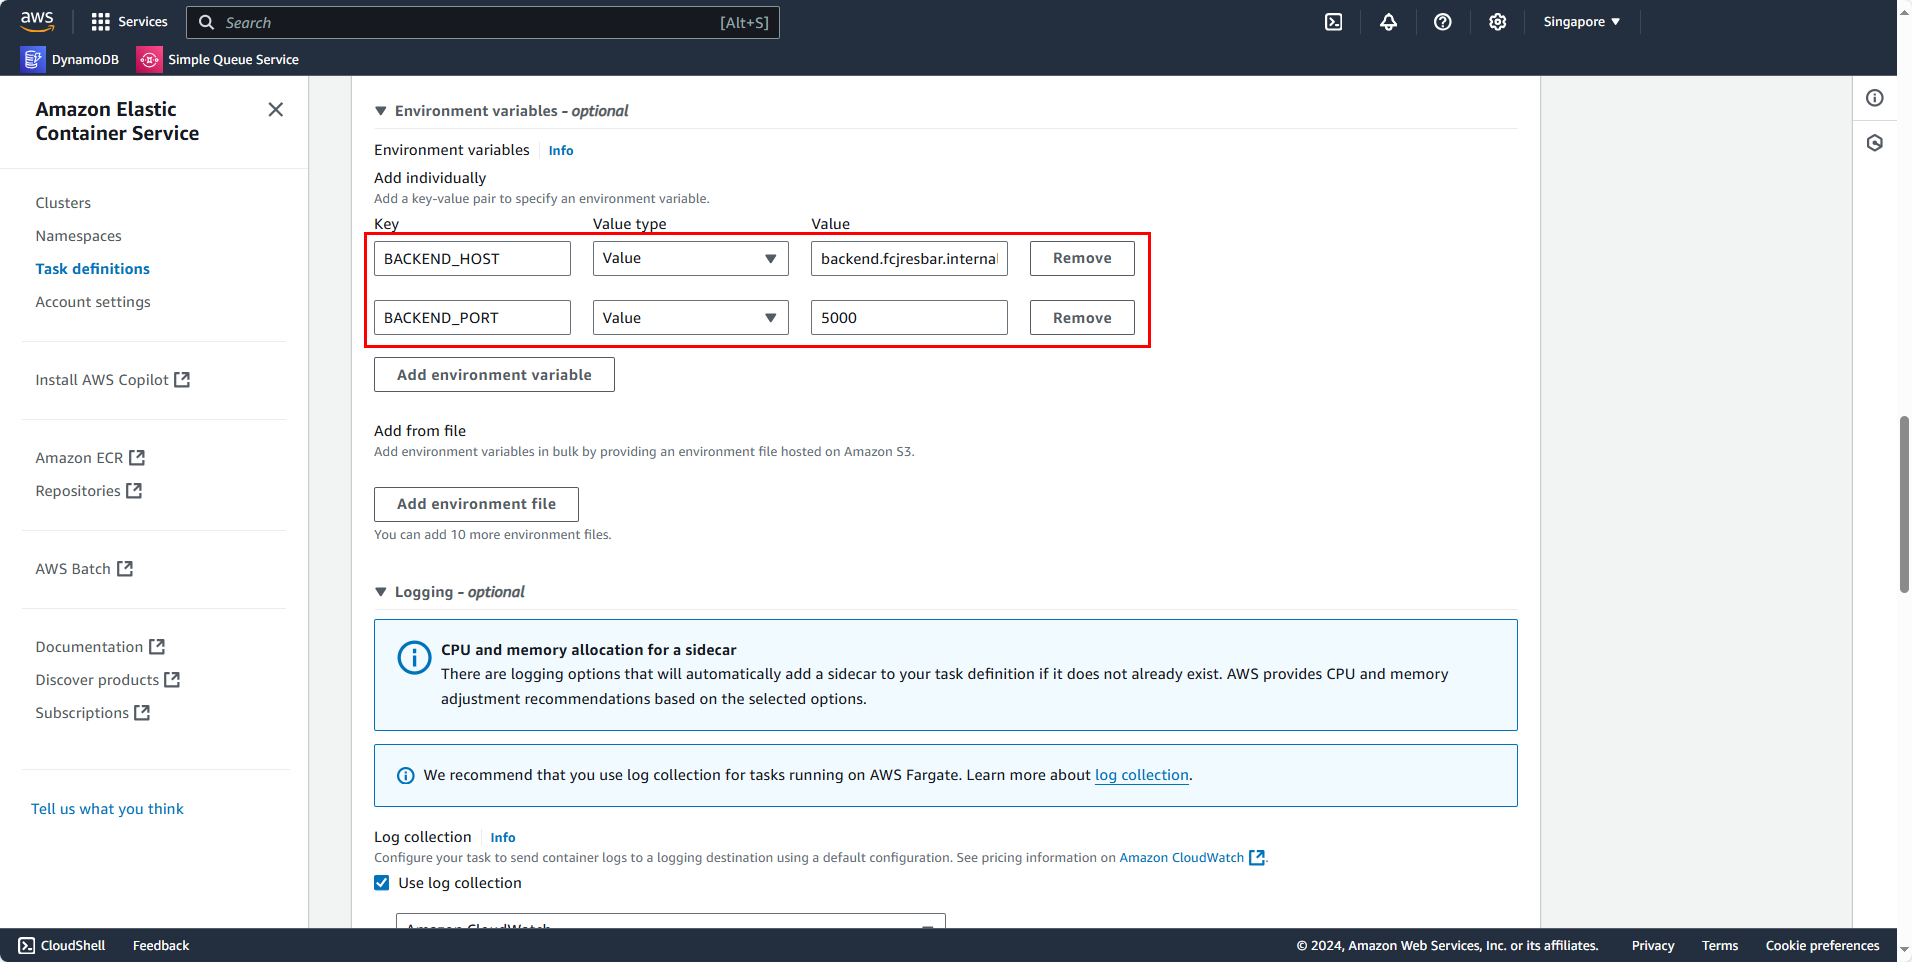 aws
Services
Search
[Alt+S]
Singapore
DynamoDB
Simple Queue Service
Amazon Elastic
Container Service
Clusters
Namespaces
Task definitions
Account settings
Install AWS Copilot
Amazon ECR
Repositories
AWS Batch
Documentation
Discover products
Subscriptions
Tell us what you think
Environment variables - optional
Environment variables Info
Add individually
Add a key-value pair to specify an environment variable.
Key Value type Value
BACKEND_HOST Value backend.fcjresbar.internal Remove
BACKEND_PORT Value 5000 Remove
Add environment variable
Add from file
Add environment variables in bulk by providing an environment file hosted on Amazon S3.
Add environment file
You can add 10 more environment files.
Logging - optional
CPU and memory allocation for a sidecar
There are logging options that will automatically add a sidecar to your task definition if it does not already exist. AWS provides CPU and memory
adjustment recommendations based on the selected options.
We recommend that you use log collection for tasks running on AWS Fargate. Learn more about log collection.
Log collection Info
Configure your task to send container logs to a logging destination using a default configuration. See pricing information on Amazon CloudWatch.
Use log collection
Amazon CloudWatch
CloudShell
Feedback
© 2024, Amazon Web Services, Inc. or its affiliates.
Privacy
Terms
Cookie preferences